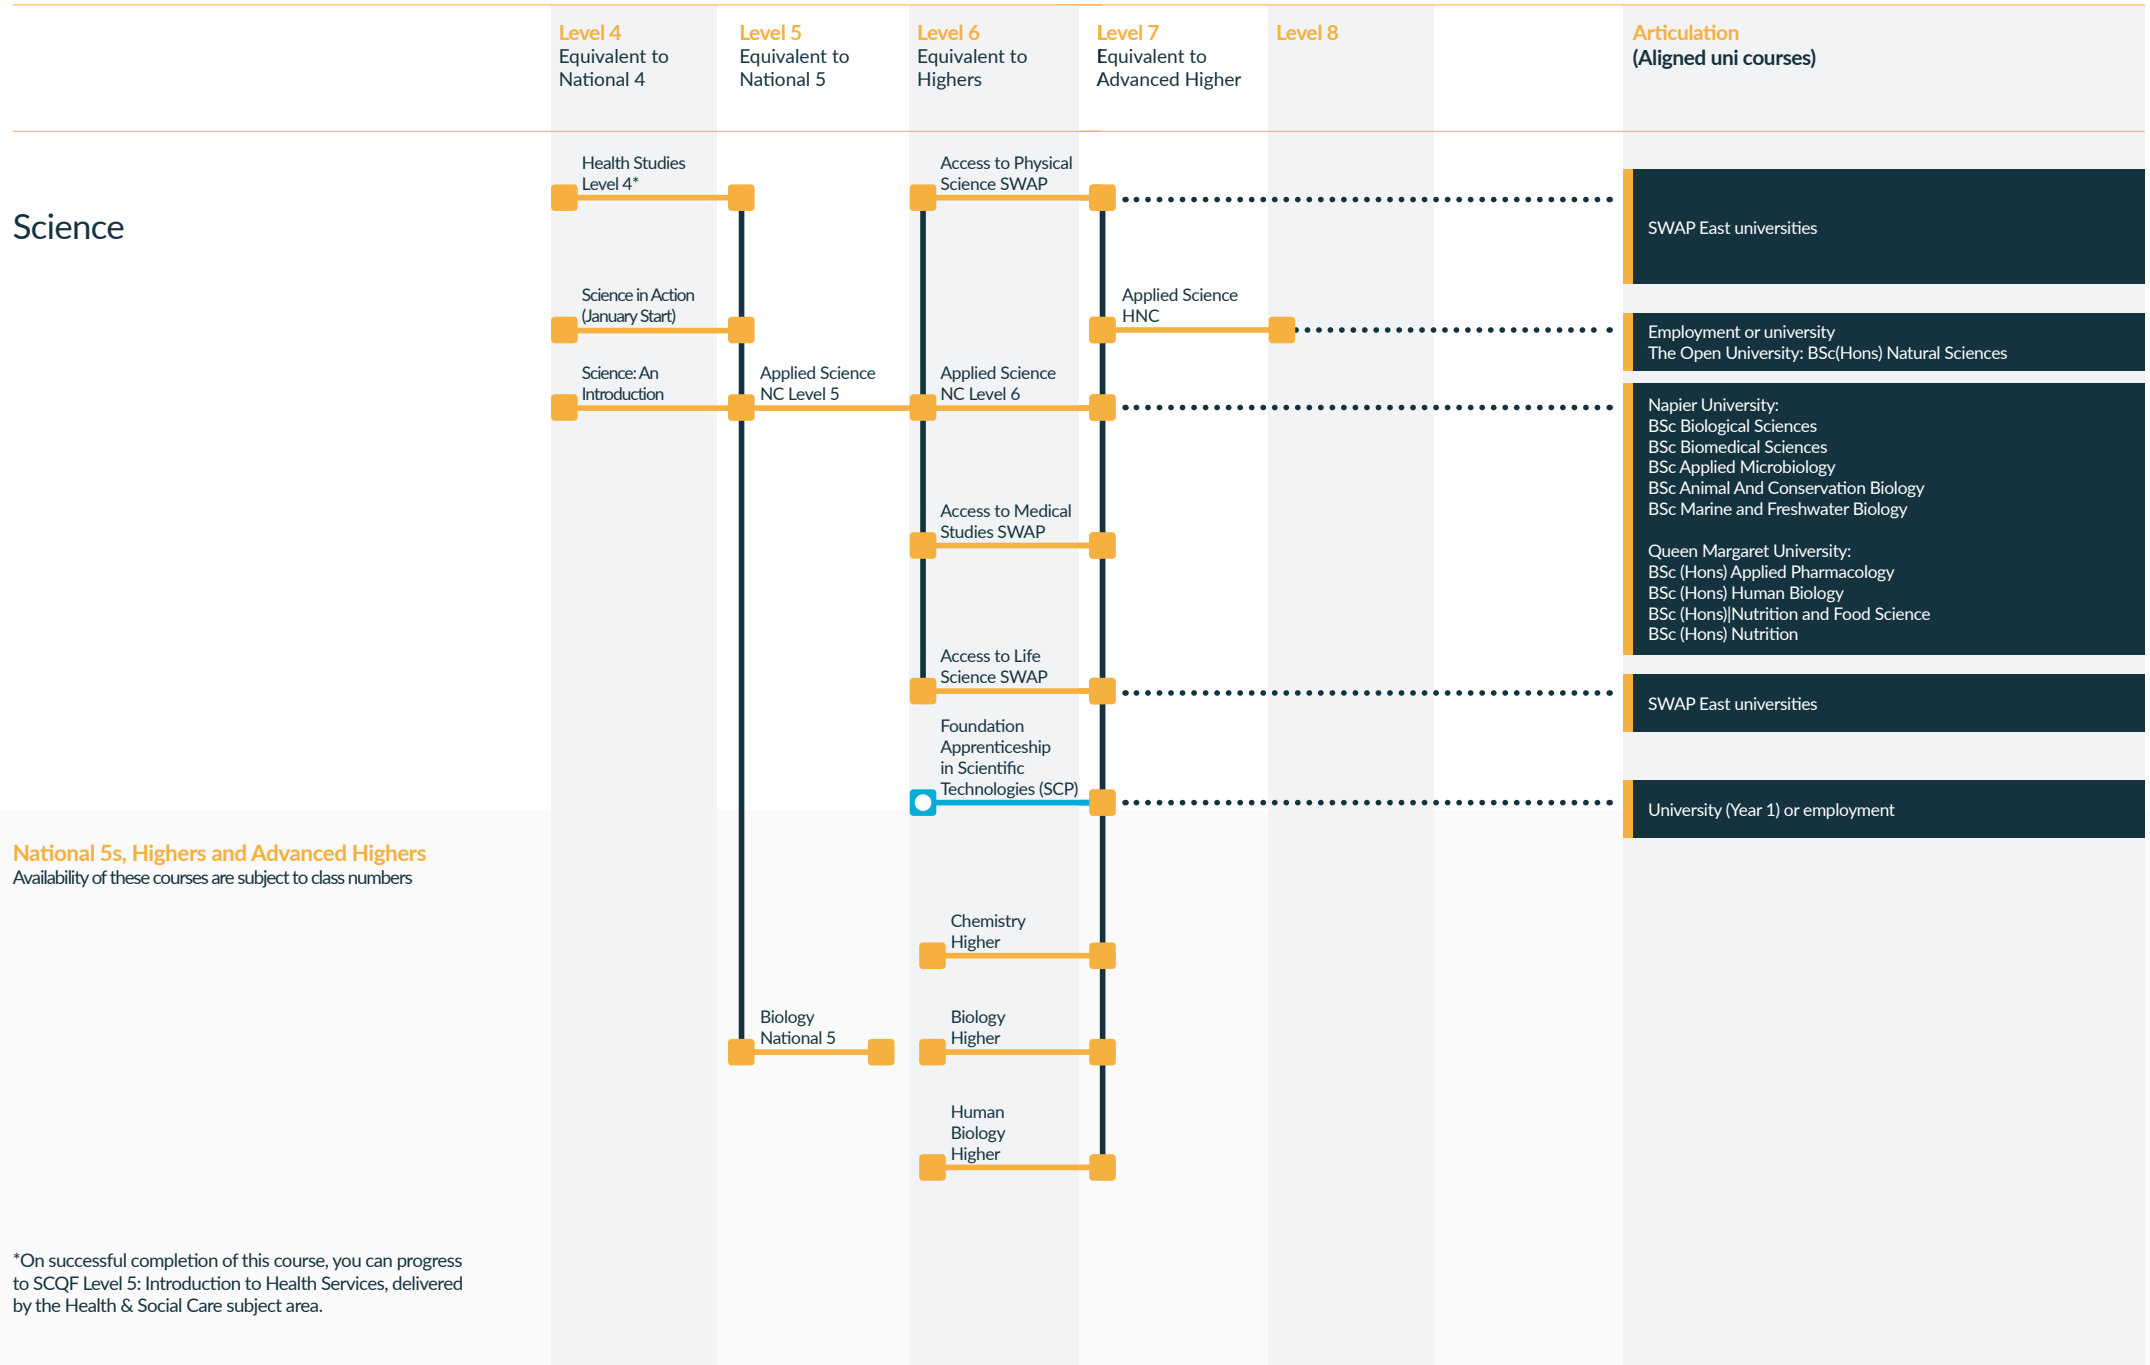 Level 4
Equivalent to
National 4
Level 5
Equivalent to
National 5
Level 6
Equivalent to
Highers
Level 7
Equivalent to
Advanced Higher
Level 8
Articulation
(Aligned uni courses)
Science
Health Studies
Level 4*
Access to Physical
Science SWAP
SWAP East universities
Science in Action
(January Start)
Applied Science
HNC
Employment or university
The Open University: BSc(Hons) Natural Sciences
Science: An
Introduction
Applied Science
NC Level 5
Applied Science
NC Level 6
Napier University:
BSc Biological Sciences
BSc Biomedical Sciences
BSc Applied Microbiology
BSc Animal And Conservation Biology
BSc Marine and Freshwater Biology
Queen Margaret University:
BSc (Hons) Applied Pharmacology
BSc (Hons) Human Biology
BSc (Hons)|Nutrition and Food Science
BSc (Hons) Nutrition
Access to Medical
Studies SWAP
Access to Life
Science SWAP
SWAP East universities
Foundation
Apprenticeship
in Scientific
Technologies (SCP)
University (Year 1) or employment
National 5s, Highers and Advanced Highers
Availability of these courses are subject to class numbers
Chemistry
Higher
Biology
National 5
Biology
Higher
Human
Biology
Higher
*On successful completion of this course, you can progress
to SCQF Level 5: Introduction to Health Services, delivered
by the Health & Social Care subject area.